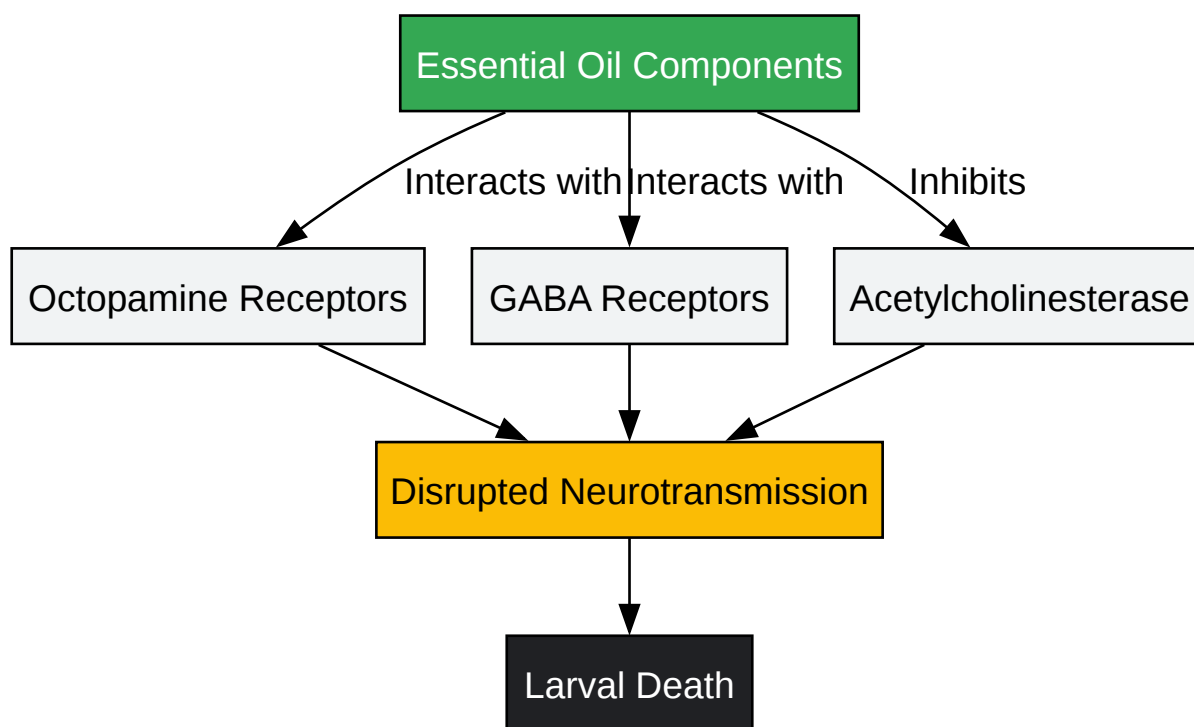 Essential Oil Components
Interacts with
Interacts with
Inhibits
Octopamine Receptors
GABA Receptors
Acetylcholinesterase
Disrupted Neurotransmission
Larval Death